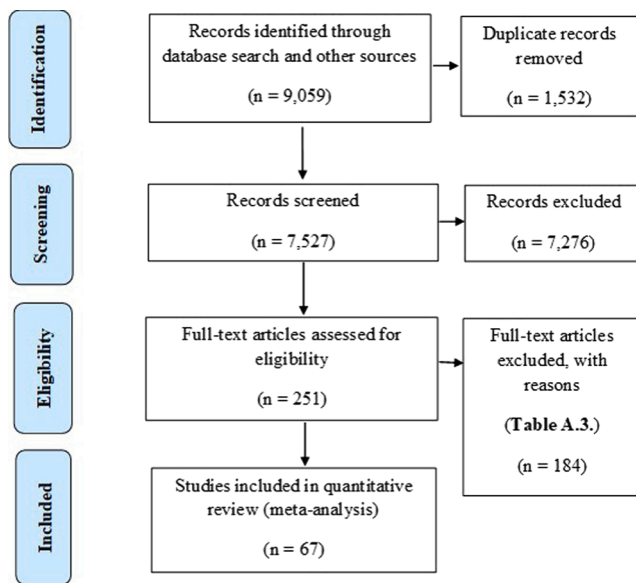 Identification
Records identified through
database search and other sources
(n = 9,059)
Duplicate records
removed
(n = 1,532)
Screening
Records screened
(n = 7,527)
Records excluded
(n = 7,276)
Eligibility
Full-text articles assessed for
eligibility
(n = 251)
Full-text articles
excluded, with
reasons
(Table A.3.)
(n = 184)
Included
Studies included in quantitative
review (meta-analysis)
n = 67)